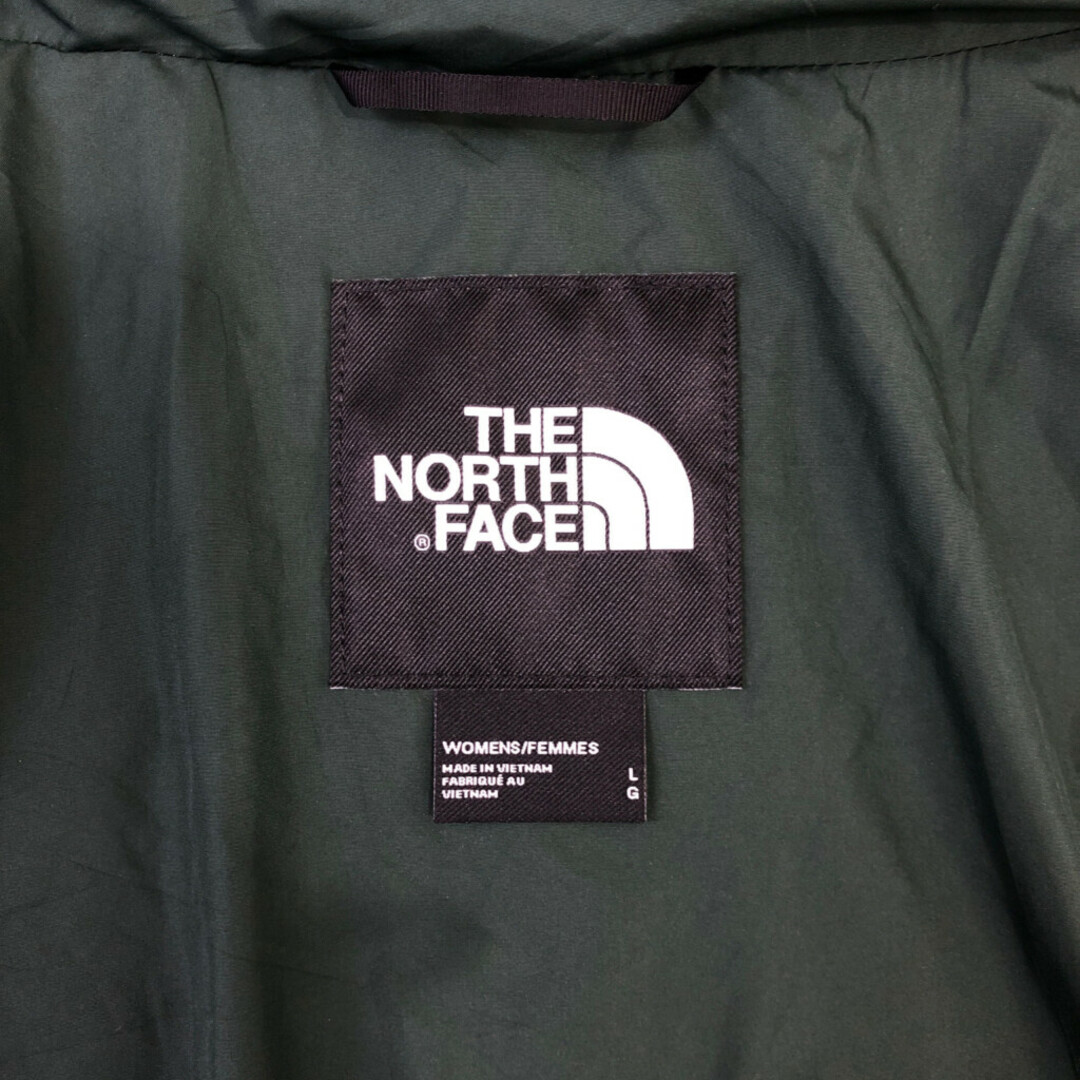 THE
NORTH
® FACE
WOMENS/FEMMES
MADE IN VIETNAM
FABRIQUÉ AU
VIETNAM
L
G